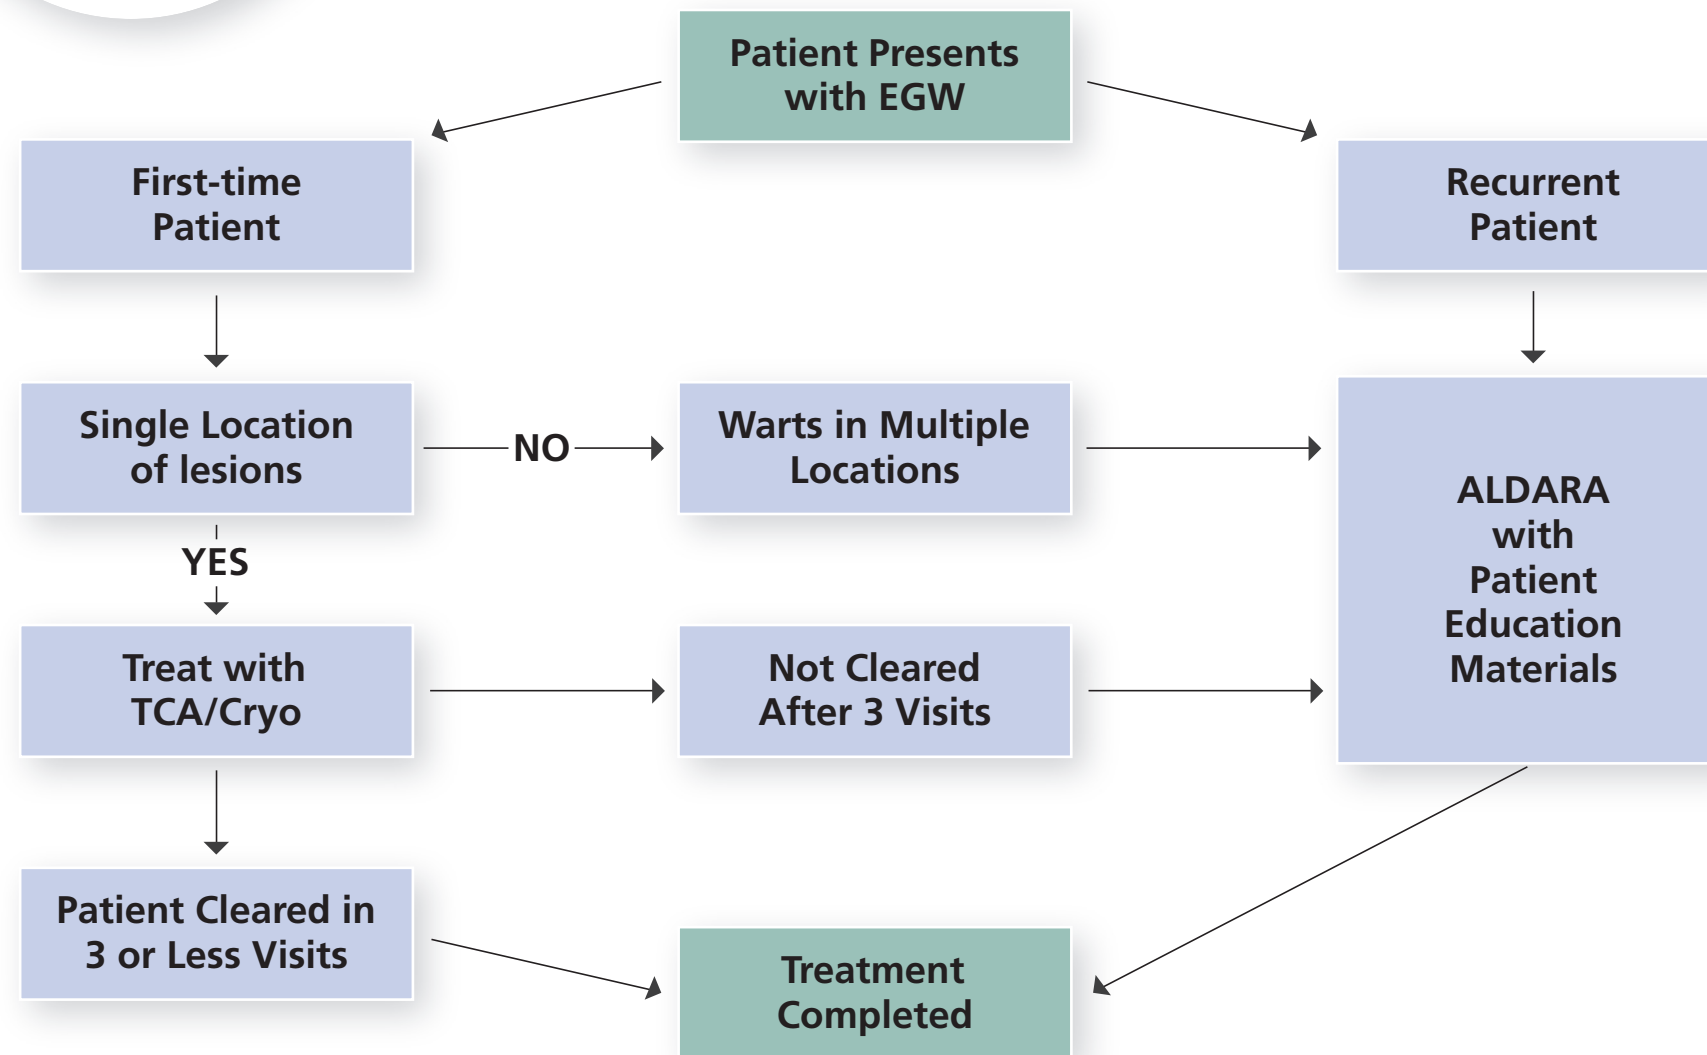 Patient Presents
with EGW
First-time
Patient
Recurrent
Patient
Single Location
of lesions
NO
Warts in Multiple
Locations
ALDARA
with
Patient
Education
Materials
YES
Treat with
TCA/Cryo
Not Cleared
After 3 Visits
Patient Cleared in
3 or Less Visits
Treatment
Completed